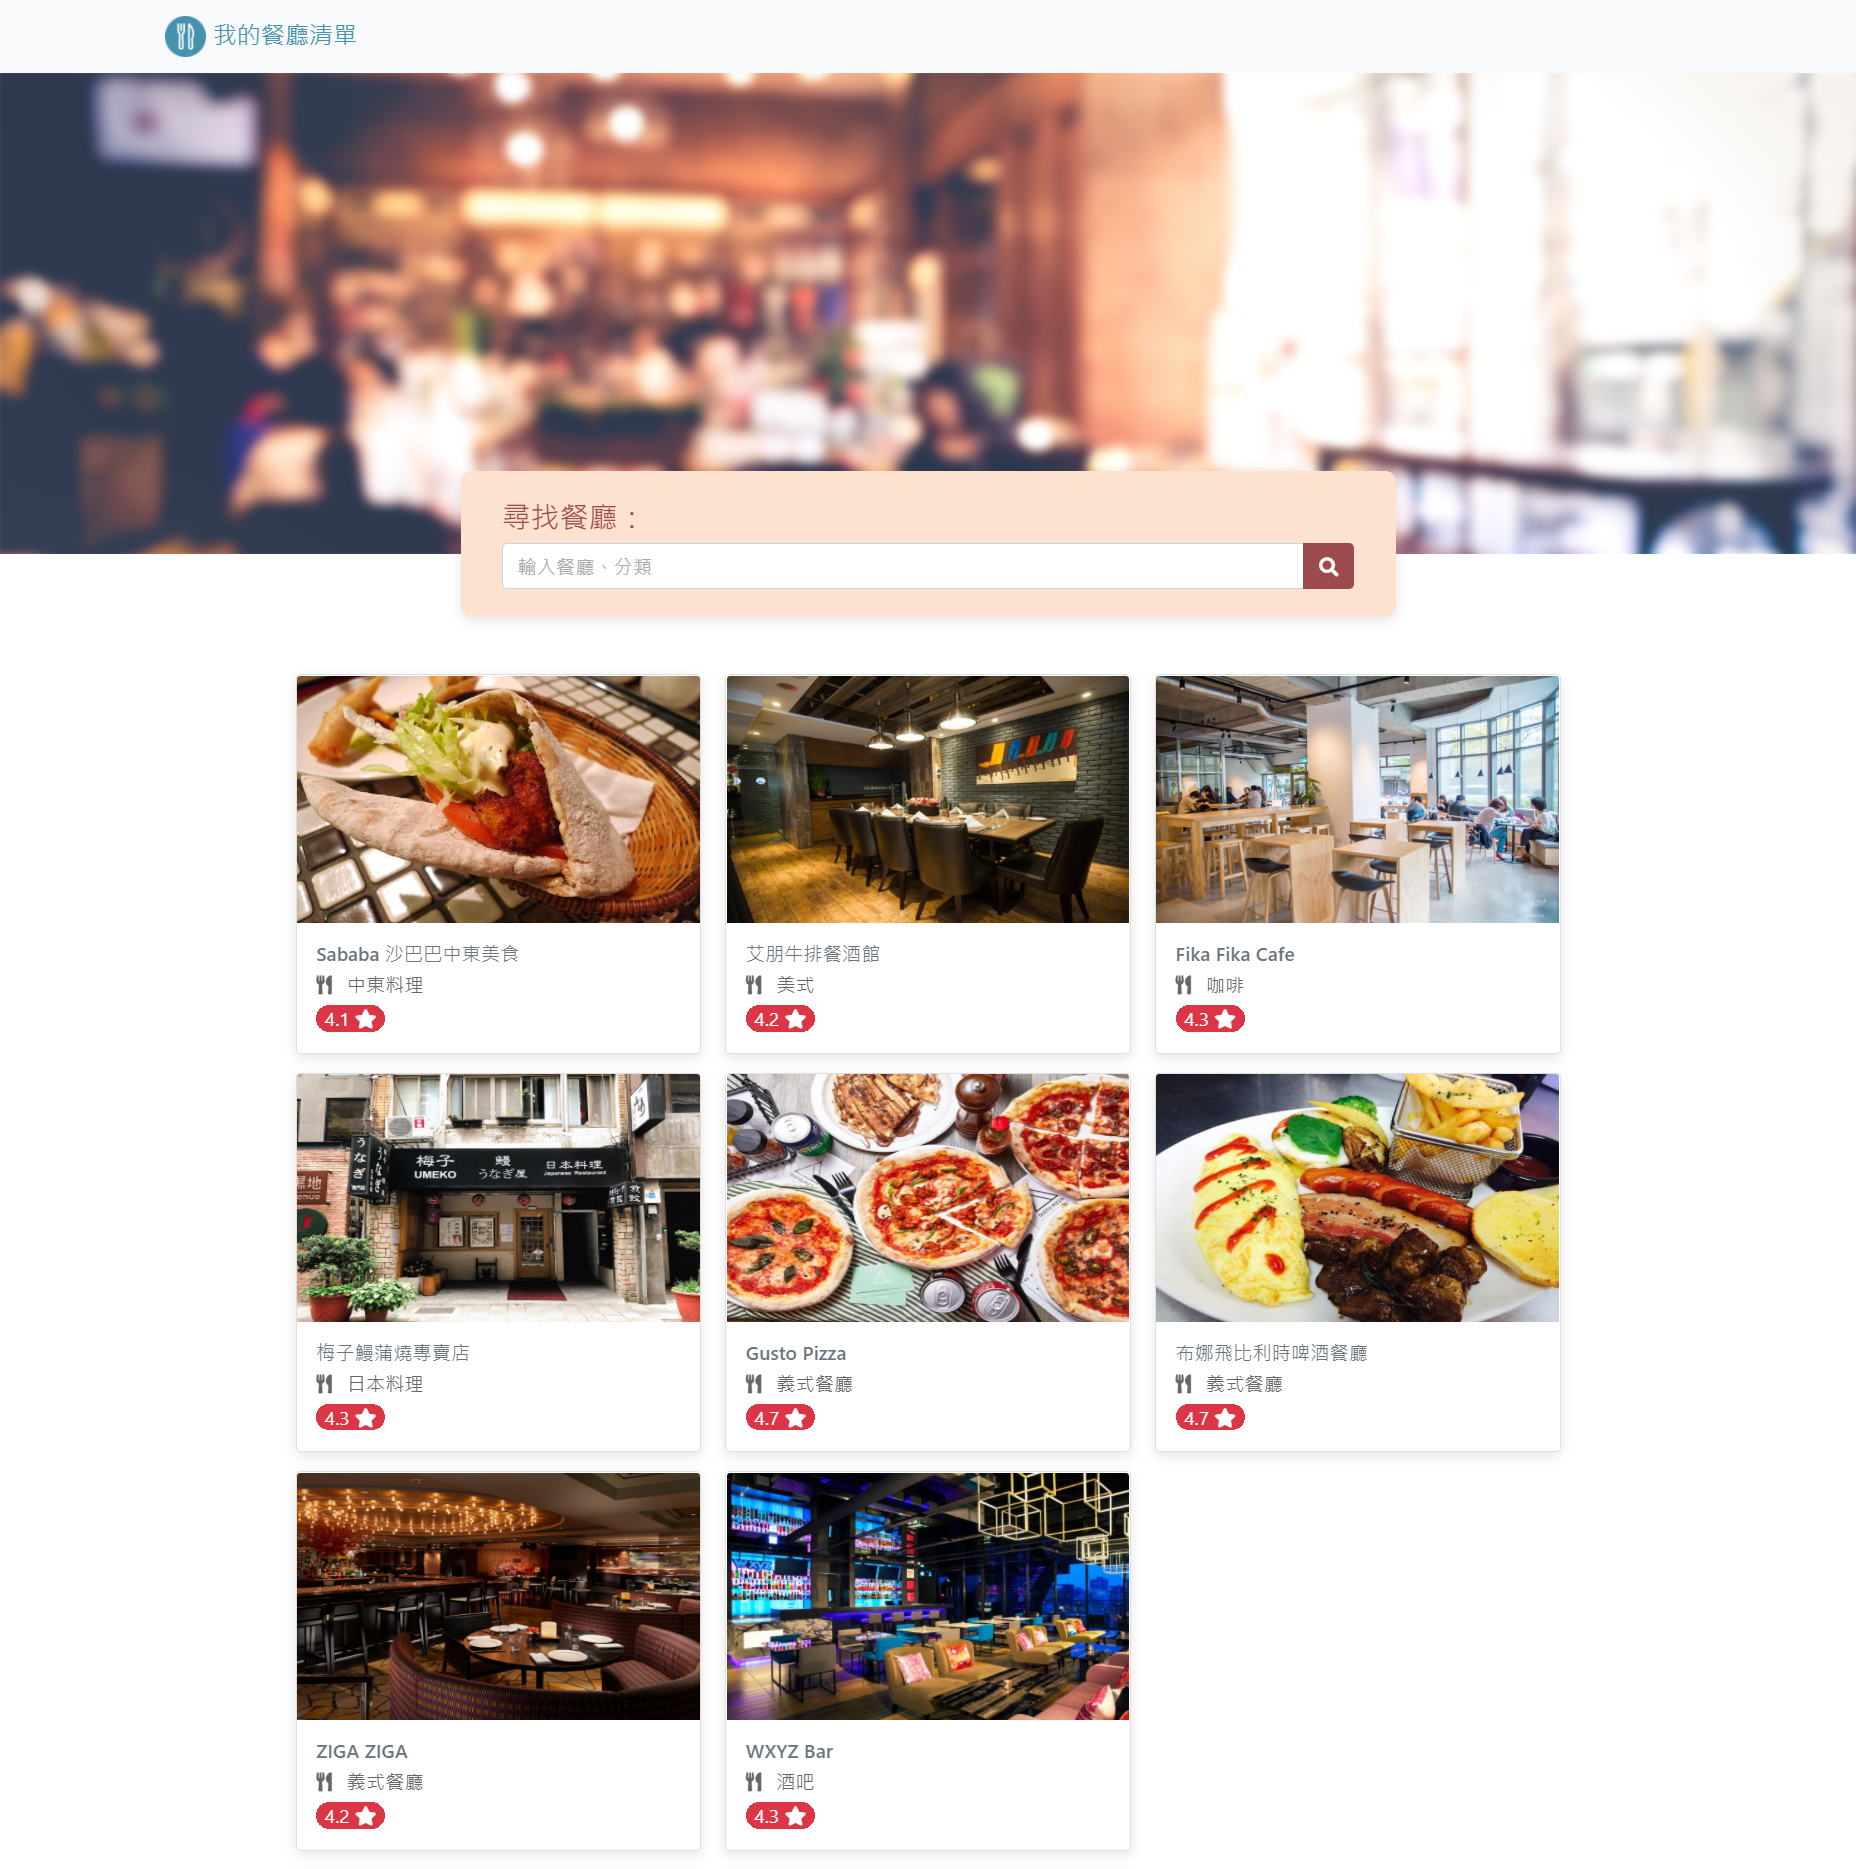 我的餐廳清單
尋找餐廳：
輸入餐廳、分類
Sababa 沙巴巴中東美食
中東料理
4.1
艾朋牛排餐酒館
美式
4.2
Fika Fika Cafe
咖啡
4.3
梅子 鰻 日本料理
UMEKO うなぎ屋 Japanese Restaurant
うなぎ
梅子鰻蒲燒專賣店
日本料理
4.3
Gusto Pizza
義式餐廳
4.7
布娜飛比利時啤酒餐廳
義式餐廳
4.7
ZIGA ZIGA
義式餐廳
4.2
WXYZ
WXYZ Bar
酒吧
4.3